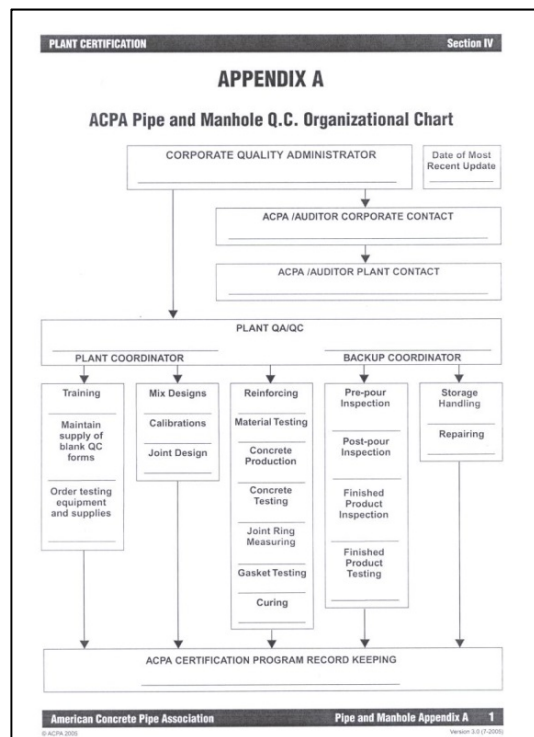 PLANT CERTIFICATION Section IV
APPENDIX A
ACPA Pipe and Manhole Q.C. Organizational Chart
CORPORATE QUALITY ADMINISTRATOR
Date of Most
Recent Update
ACPA /AUDITOR CORPORATE CONTACT
ACPA /AUDITOR PLANT CONTACT
PLANT QA/QC
PLANT COORDINATOR BACKUP COORDINATOR
Training
Maintain
supply of
blank QC
forms
Order testing
equipment
and supplies
Mix Designs
Calibrations
Joint Design
Reinforcing
Material Testing
Concrete
Production
Concrete
Testing
Joint Ring
Measuring
Gasket Testing
Curing
Pre-pour
Inspection
Post-pour
Inspection
Finished
Product
Inspection
Finished
Product
Testing
Storage
Handling
Repairing
ACPA CERTIFICATION PROGRAM RECORD KEEPING
American Concrete Pipe Association Pipe and Manhole Appendix A 1
© ACPA 2005 Version 3.0 (7-2005)